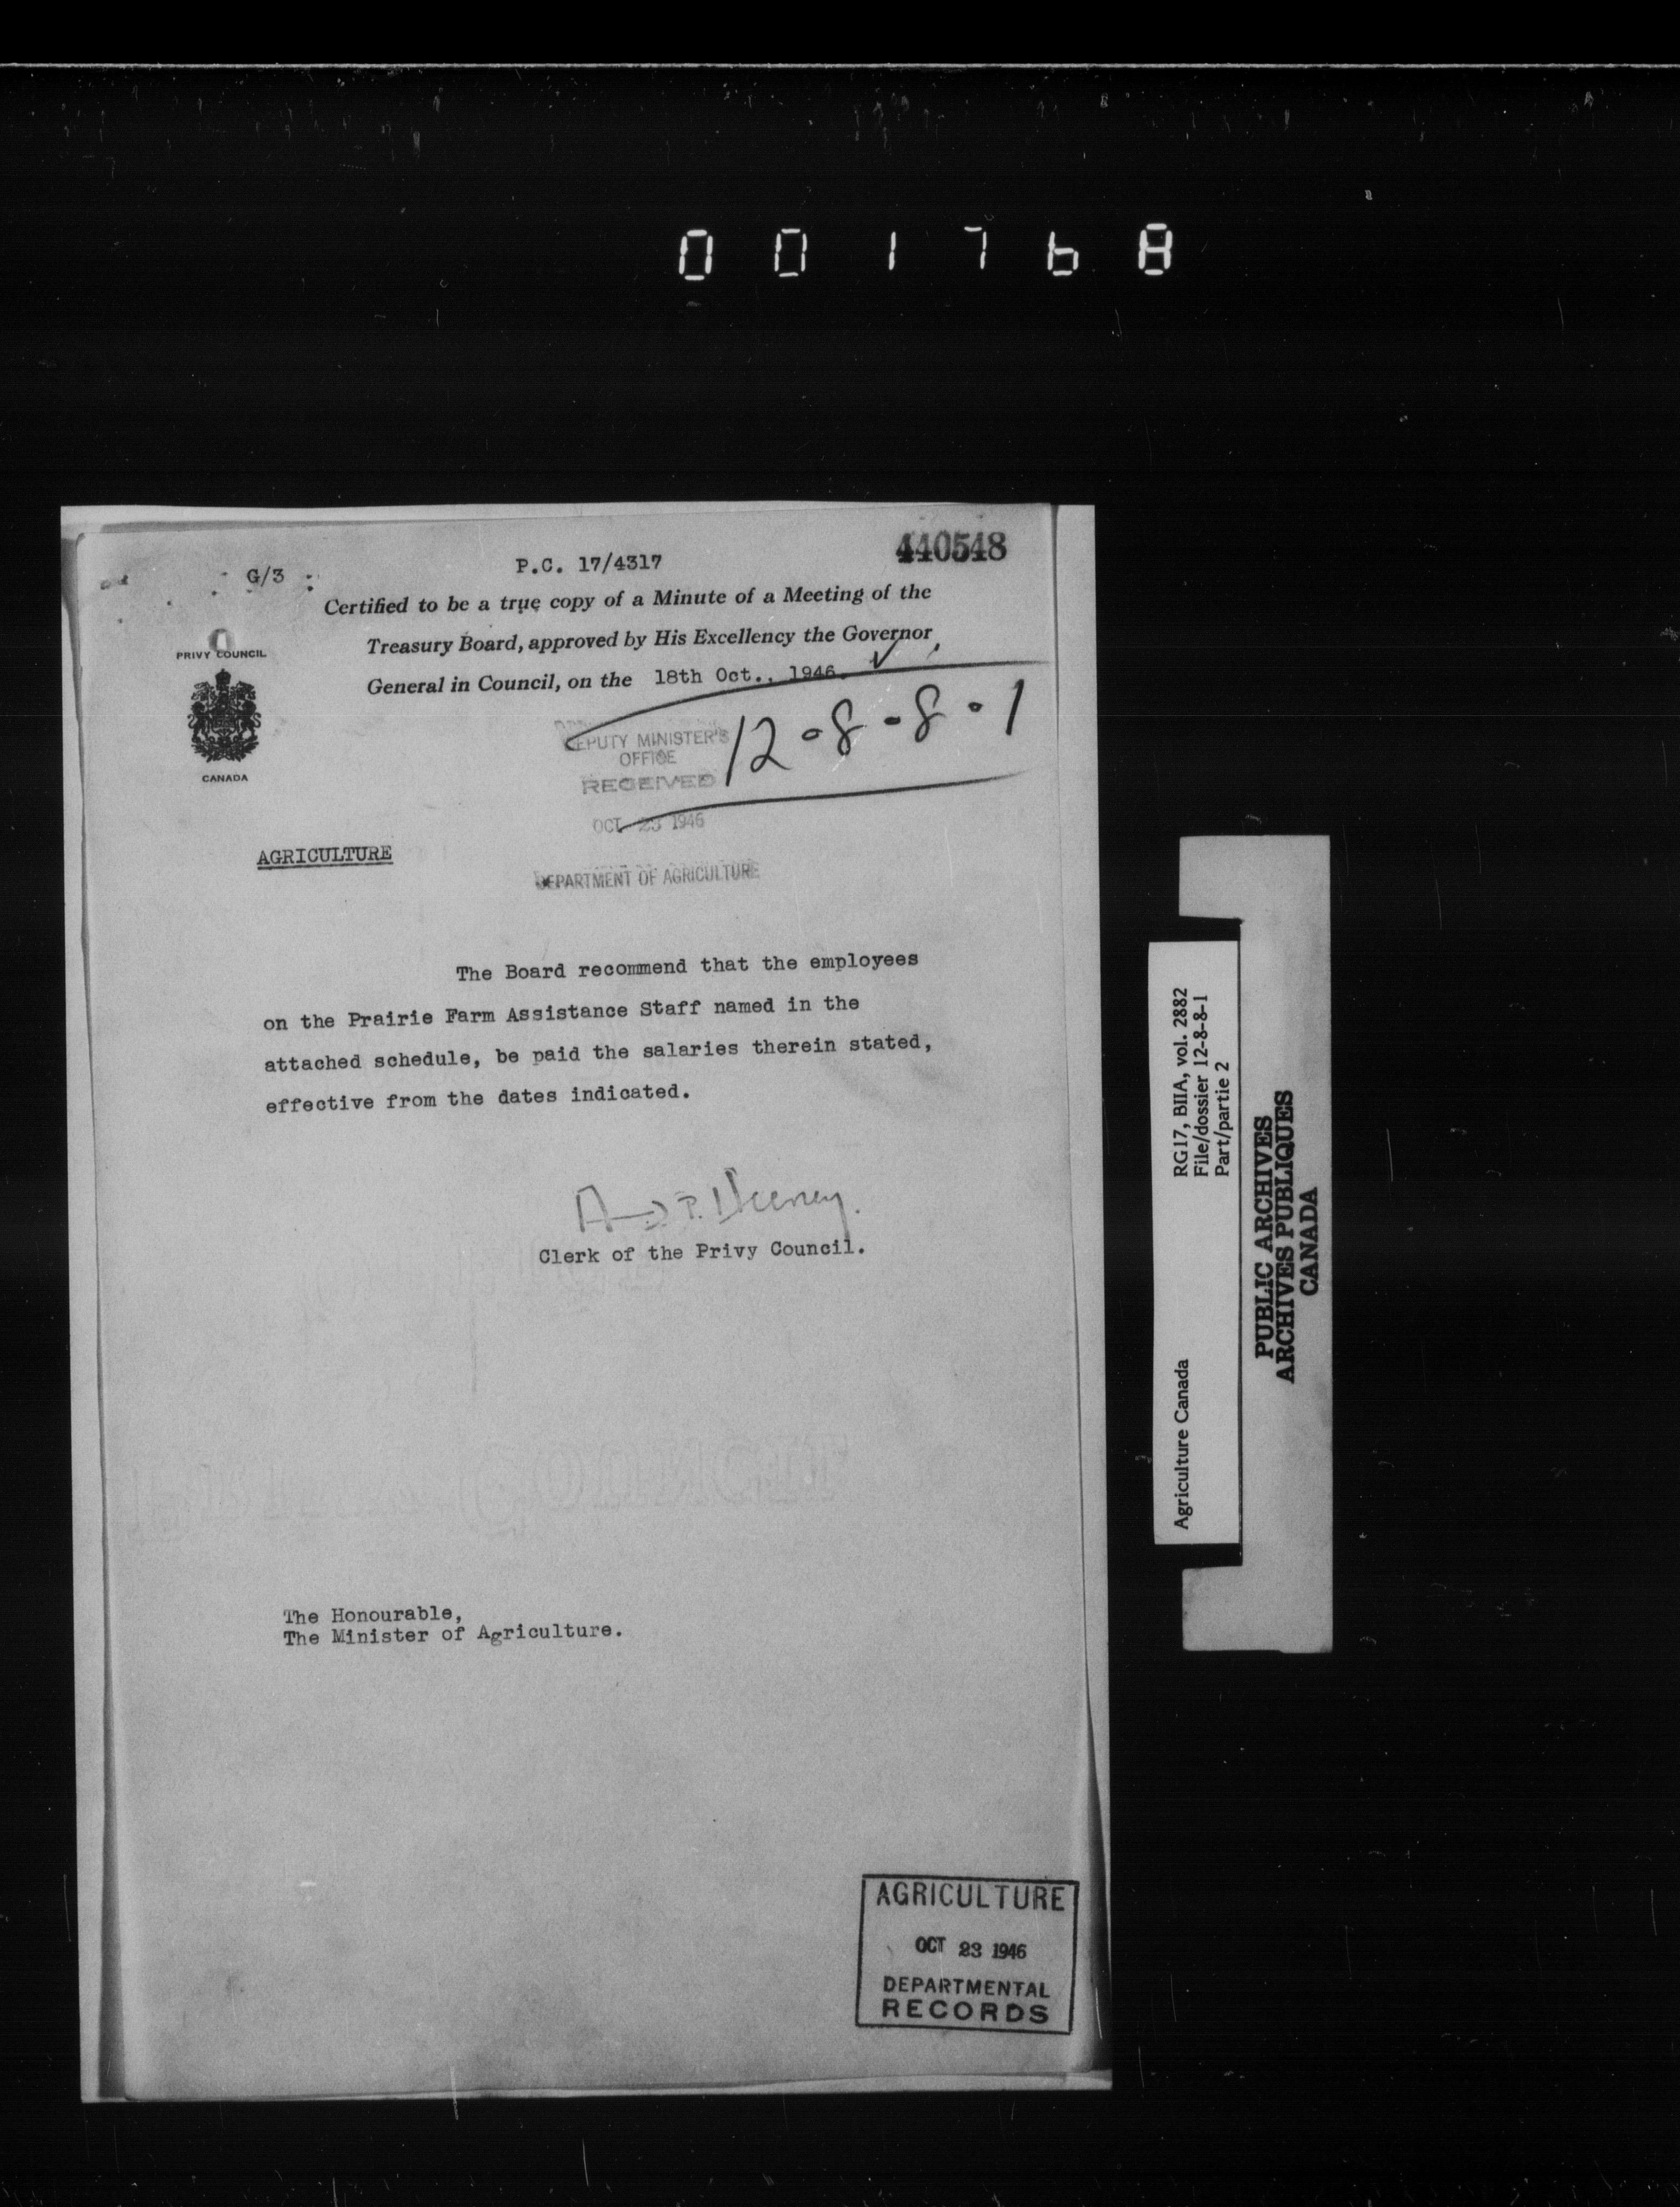 001768
440548
P.C. 17/4317
G/3
Certified to be a true copy of a Minute of a Meeting of the
Treasury Board, approved by His Excellency the Governor
General in Council, on the 18th Oct., 1946.
PRIVY COUNCIL
CANADA
12-8-8-1
DEPUTY MINISTER'S
OFFICE
RECEIVED
OCT 23 1946
DEPARTMENT OF AGRICULTURE
AGRICULTURE
The Board recommend that the employees
on the Prairie Farm Assistance Staff named in the
attached schedule, be paid the salaries therein stated,
effective from the dates indicated.
A.D.P. Heeney.
Clerk of the Privy Council.
The Honourable,
The Minister of Agriculture.
AGRICULTURE
OCT 23 1946
DEPARTMENTAL
RECORDS
Agriculture Canada
RG17, BIIA, vol. 2882
File/dossier 12-8-8-1
Part/partie 2
PUBLIC ARCHIVES
ARCHIVES PUBLIQUES
CANADA